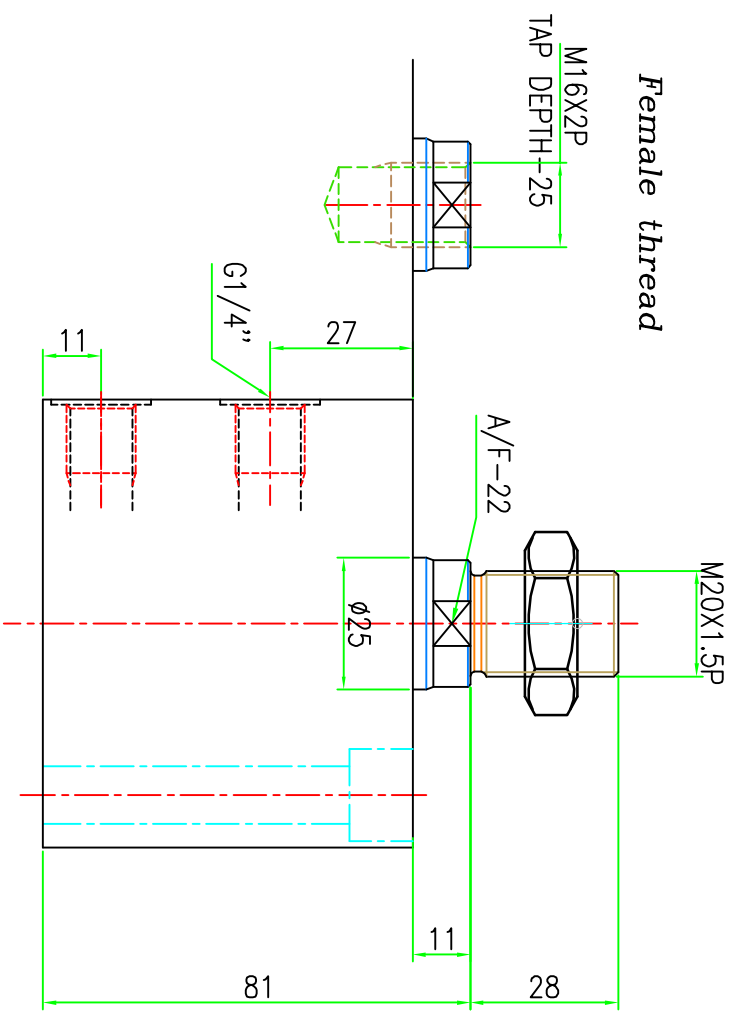 Female thread
M16X2P
TAP DEPTH-25
G1/4"
27
11
A/F-22
M20X1.5P
ø25
11
81
28